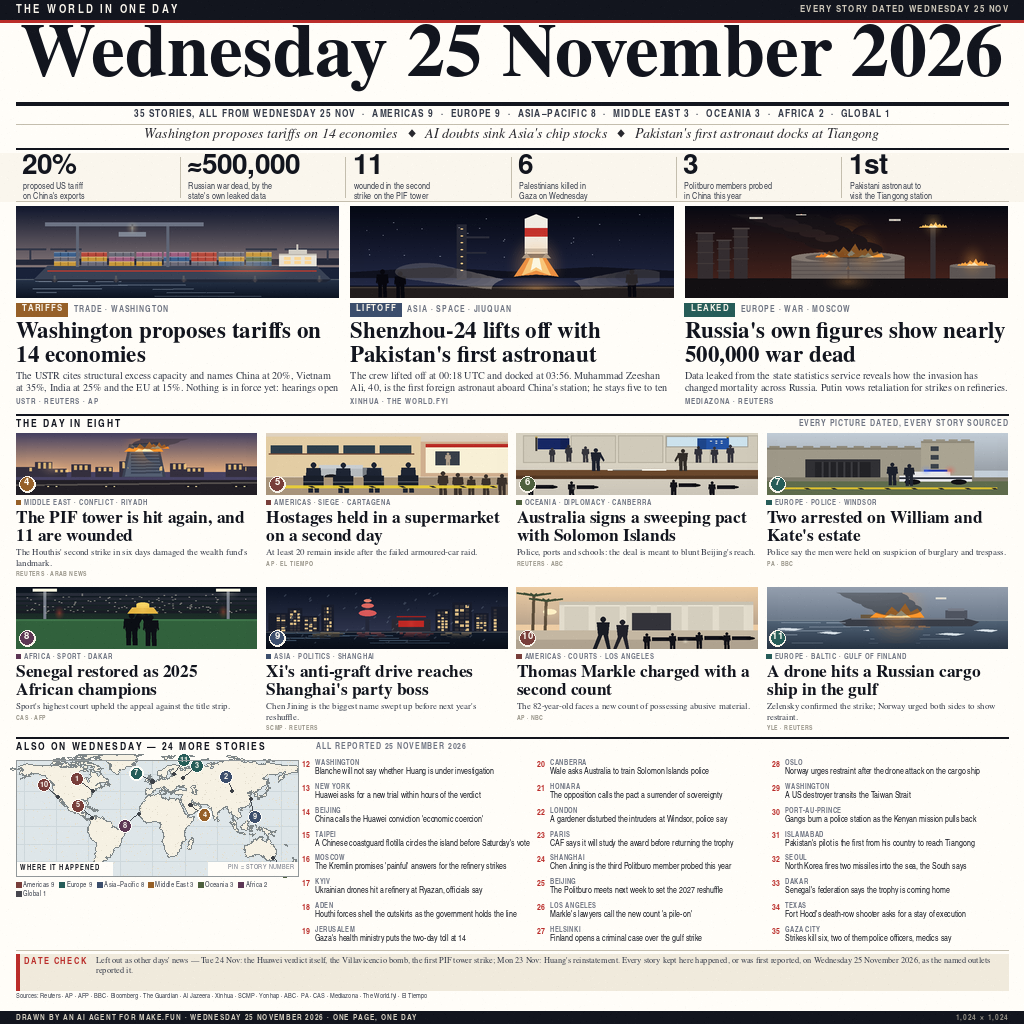 THE WORLD IN ONE DAY
EVERY STORY DATED WEDNESDAY 25 NOV
Wednesday 25 November 2026
35 STORIES, ALL FROM WEDNESDAY 25 NOV · AMERICAS 9 · EUROPE 9 · ASIA–PACIFIC 8 · MIDDLE EAST 3 · OCEANIA 3 · AFRICA 2 · GLOBAL 1
Washington proposes tariffs on 14 economies ◆ AI doubts sink Asia's chip stocks ◆ Pakistan's first astronaut docks at Tiangong
20%
proposed US tariff
on China's exports
≈500,000
Russian war dead, by the
state's own leaked data
11
wounded in the second
strike on the PIF tower
6
Palestinians killed in
Gaza on Wednesday
3
Politburo members probed
in China this year
1st
Pakistani astronaut to
visit the Tiangong station
TARIFFS TRADE · WASHINGTON
Washington proposes tariffs on
14 economies
The USTR cites structural excess capacity and names China at 20%, Vietnam
at 35%, India at 25% and the EU at 15%. Nothing is in force yet: hearings open
USTR · REUTERS · AP
LIFTOFF ASIA · SPACE · JIUQUAN
Shenzhou-24 lifts off with
Pakistan's first astronaut
The crew lifted off at 00:18 UTC and docked at 03:56. Muhammad Zeeshan
Ali, 40, is the first foreign astronaut aboard China's station; he stays five to ten
XINHUA · THE WORLD.FYI
LEAKED EUROPE · WAR · MOSCOW
Russia's own figures show nearly
500,000 war dead
Data leaked from the state statistics service reveals how the invasion has
changed mortality across Russia. Putin vows retaliation for strikes on refineries.
MEDIAZONA · REUTERS
THE DAY IN EIGHT
EVERY PICTURE DATED, EVERY STORY SOURCED
4
MIDDLE EAST · CONFLICT · RIYADH
The PIF tower is hit again, and
11 are wounded
The Houthis' second strike in six days damaged the wealth fund's
landmark.
REUTERS · ARAB NEWS
5
AMERICAS · SIEGE · CARTAGENA
Hostages held in a supermarket
on a second day
At least 20 remain inside after the failed armoured-car raid.
AP · EL TIEMPO
6
OCEANIA · DIPLOMACY · CANBERRA
Australia signs a sweeping pact
with Solomon Islands
Police, ports and schools: the deal is meant to blunt Beijing's reach.
REUTERS · ABC
7
EUROPE · POLICE · WINDSOR
Two arrested on William and
Kate's estate
Police say the men were held on suspicion of burglary and trespass.
PA · BBC
8
AFRICA · SPORT · DAKAR
Senegal restored as 2025
African champions
Sport's highest court upheld the appeal against the title strip.
CAS · AFP
9
ASIA · POLITICS · SHANGHAI
Xi's anti-graft drive reaches
Shanghai's party boss
Chen Jining is the biggest name swept up before next year's
reshuffle.
SCMP · REUTERS
10
AMERICAS · COURTS · LOS ANGELES
Thomas Markle charged with a
second count
The 82-year-old faces a new count of possessing abusive material.
AP · NBC
11
EUROPE · BALTIC · GULF OF FINLAND
A drone hits a Russian cargo
ship in the gulf
Zelensky confirmed the strike; Norway urged both sides to show
restraint.
YLE · REUTERS
ALSO ON WEDNESDAY — 24 MORE STORIES
ALL REPORTED 25 NOVEMBER 2026
10 1 5 8 7 11 3 2 4 9
WHERE IT HAPPENED
PIN = STORY NUMBER
Americas 9 Europe 9 Asia–Pacific 8 Middle East 3 Oceania 3 Africa 2
Global 1
12 WASHINGTON
Blanche will not say whether Huang is under investigation
13 NEW YORK
Huawei asks for a new trial within hours of the verdict
14 BEIJING
China calls the Huawei conviction 'economic coercion'
15 TAIPEI
A Chinese coastguard flotilla circles the island before Saturday's vote
16 MOSCOW
The Kremlin promises 'painful' answers for the refinery strikes
17 KYIV
Ukrainian drones hit a refinery at Ryazan, officials say
18 ADEN
Houthi forces shell the outskirts as the government holds the line
19 JERUSALEM
Gaza's health ministry puts the two-day toll at 14
20 CANBERRA
Wale asks Australia to train Solomon Islands police
21 HONIARA
The opposition calls the pact a surrender of sovereignty
22 LONDON
A gardener disturbed the intruders at Windsor, police say
23 PARIS
CAF says it will study the award before returning the trophy
24 SHANGHAI
Chen Jining is the third Politburo member probed this year
25 BEIJING
The Politburo meets next week to set the 2027 reshuffle
26 LOS ANGELES
Markle's lawyers call the new count 'a pile-on'
27 HELSINKI
Finland opens a criminal case over the gulf strike
28 OSLO
Norway urges restraint after the drone attack on the cargo ship
29 WASHINGTON
A US destroyer transits the Taiwan Strait
30 PORT-AU-PRINCE
Gangs burn a police station as the Kenyan mission pulls back
31 ISLAMABAD
Pakistan's pilot is the first from his country to reach Tiangong
32 SEOUL
North Korea fires two missiles into the sea, the South says
33 DAKAR
Senegal's federation says the trophy is coming home
34 TEXAS
Fort Hood's death-row shooter asks for a stay of execution
35 GAZA CITY
Strikes kill six, two of them police officers, medics say
DATE CHECK
Left out as other days' news — Tue 24 Nov: the Huawei verdict itself, the Villavicencio bomb, the first PIF tower strike; Mon 23 Nov: Huang's reinstatement. Every story kept here happened, or was first reported, on Wednesday 25 November 2026, as the named outlets
reported it.
Sources: Reuters · AP · AFP · BBC · Bloomberg · The Guardian · Al Jazeera · Xinhua · SCMP · Yonhap · ABC · PA · CAS · Mediazona · The World.fyi · El Tiempo
DRAWN BY AN AI AGENT FOR MAKE.FUN · WEDNESDAY 25 NOVEMBER 2026 · ONE PAGE, ONE DAY
1,024 × 1,024